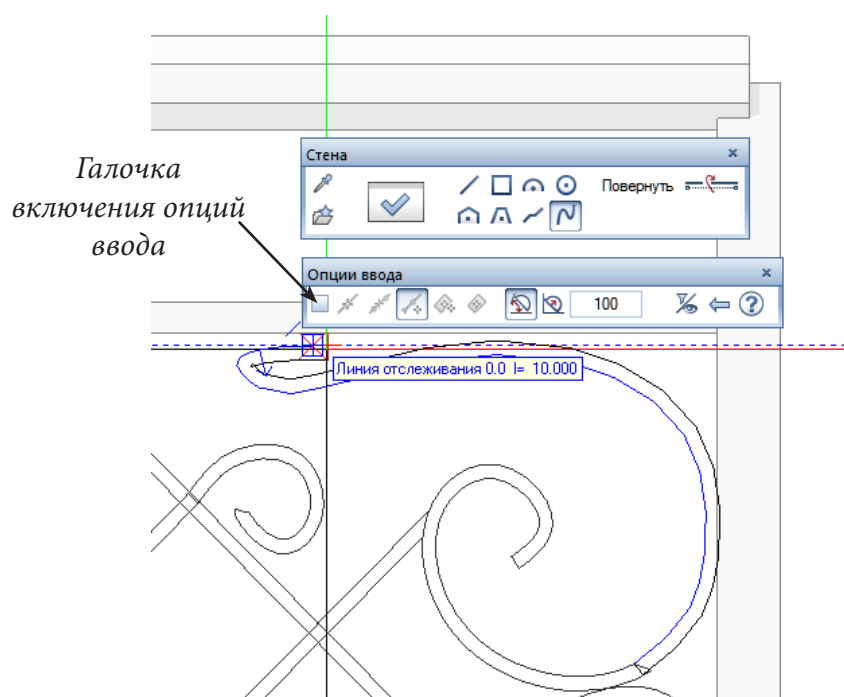 Стена
Галочка
включения опций
ввода
Повернуть
Опции ввода
100
?
Линия отслеживания 0.0 l= 10.000